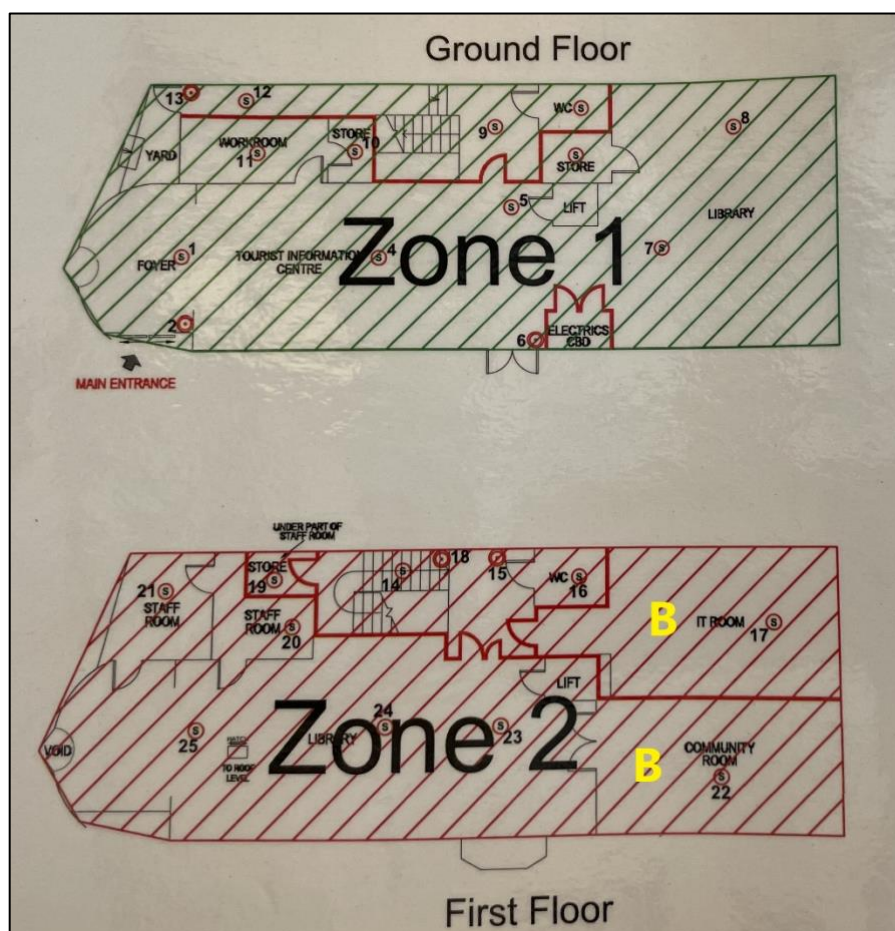 Ground Floor
13
S 12
WC S
S 8
9 S
STORE
S 10
WORKROOM
11 S
YARD
S
STORE
S 5
LIFT
LIBRARY
Zone 1
FOYER S 1
TOURIST INFORMATION
CENTRE
S 4
7 S
2
6
ELECTRICS
CBD
MAIN ENTRANCE
UNDER PART OF
STAFF ROOM
STORE
19 S
14 S
18
15
WC S
16
21 S
STAFF
ROOM
STAFF
ROOM S
20
B
IT ROOM
17 S
LIFT
Zone 2
24
S
LIBRARY
S
23
S
25
VOID
TO ROOF
LEVEL
B
COMMUNITY
ROOM
S
22
First Floor